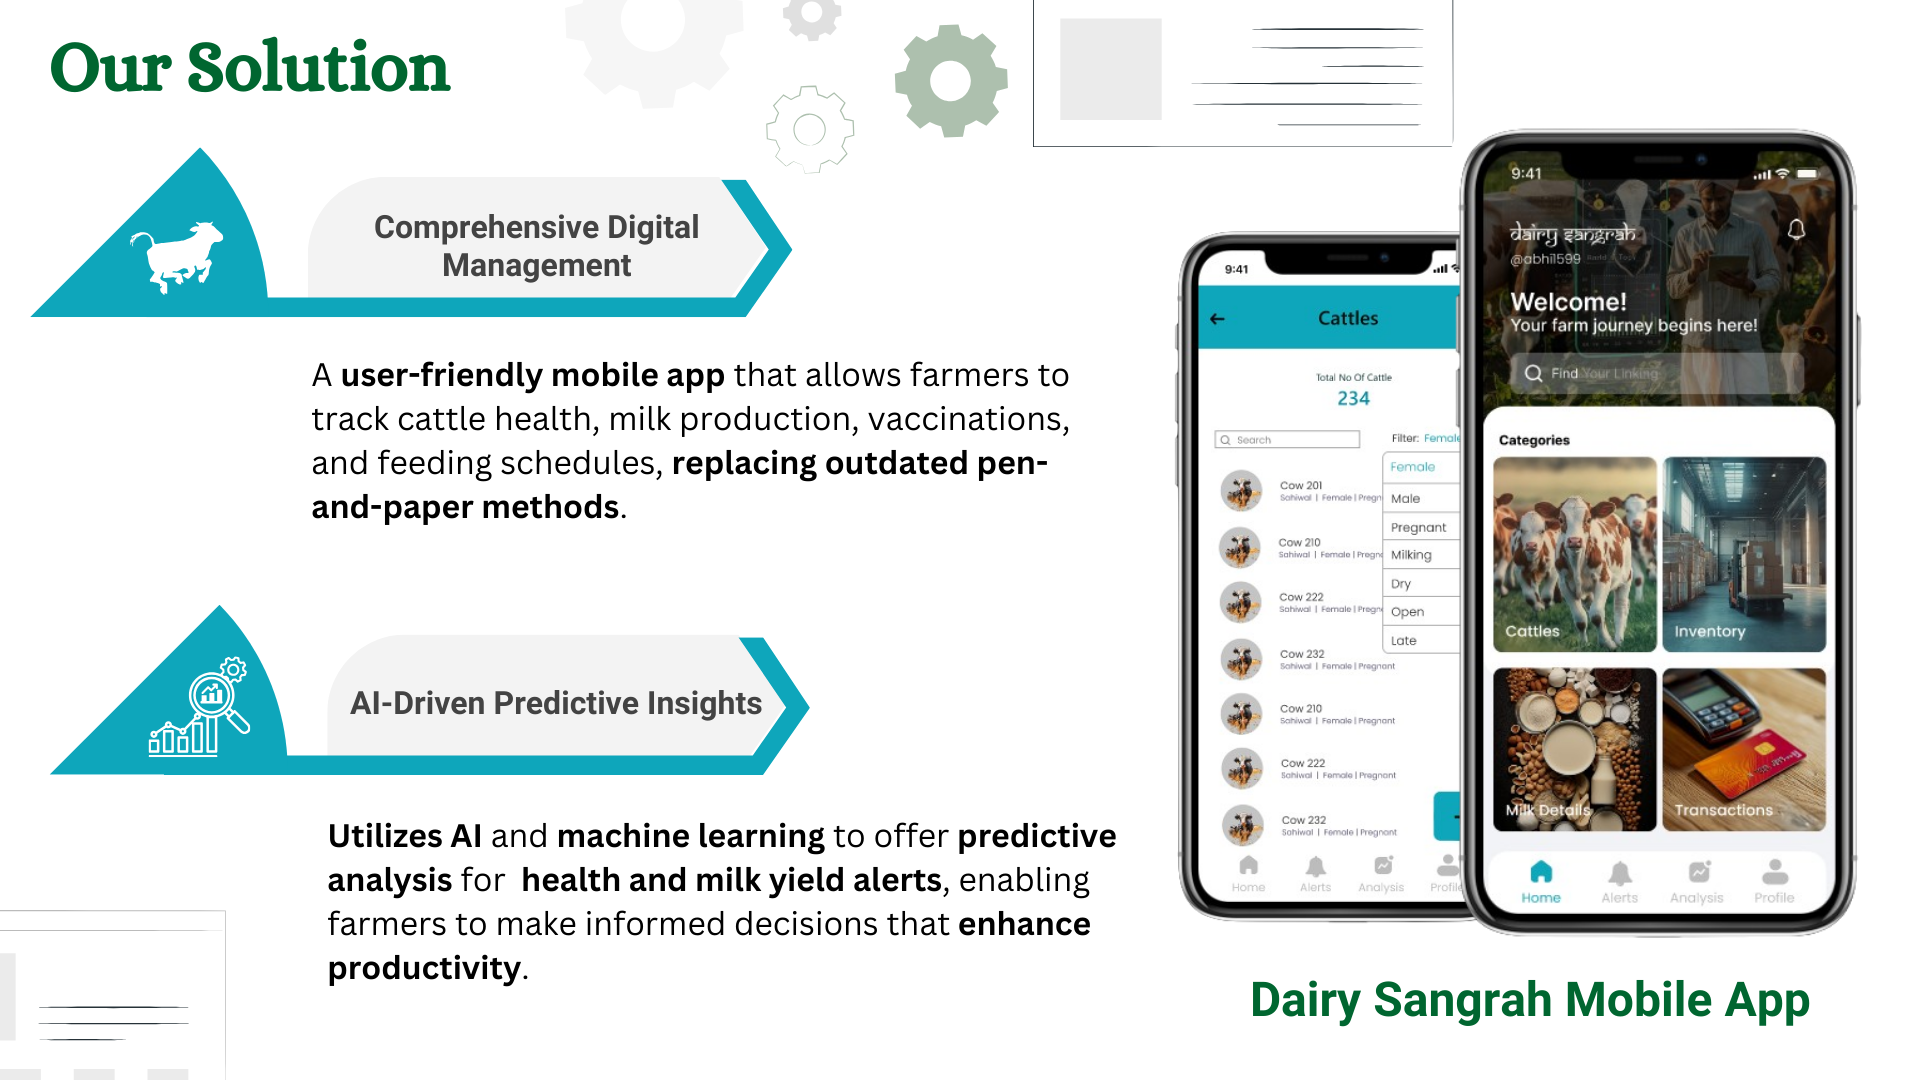 Our Solution
Comprehensive Digital
Management
A user-friendly mobile app that allows farmers to
track cattle health, milk production, vaccinations,
and feeding schedules, replacing outdated pen-
and-paper methods.
AI-Driven Predictive Insights
Utilizes AI and machine learning to offer predictive
analysis for health and milk yield alerts, enabling
farmers to make informed decisions that enhance
productivity.
9:41
Cattles
Total No Of Cattle
234
Search
Filter: Female
Female
Male
Pregnant
Milking
Dry
Open
Late
Cow 201
Sahiwal | Female | Pregn
Cow 210
Sahiwal | Female | Pregn
Cow 222
Sahiwal | Female | Pregn
Cow 232
Sahiwal | Female | Pregnant
Cow 210
Sahiwal | Female | Pregnant
Cow 222
Sahiwal | Female | Pregnant
Cow 232
Sahiwal | Female | Pregnant
Home Alerts Analysis Profile
9:41
dairy sangrah
@abhi1599
Welcome!
Your farm journey begins here!
Find Your Linking
Categories
Cattles
Inventory
Milk Details
Transactions
Home Alerts Analysis Profile
Dairy Sangrah Mobile App